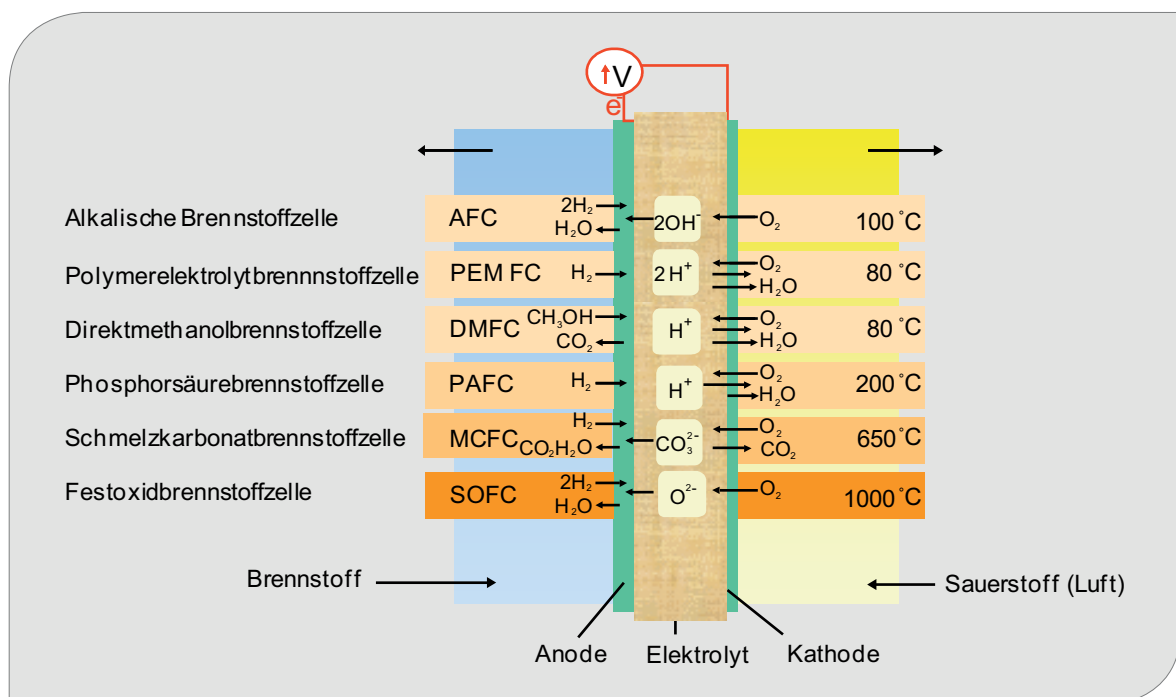 V
e⁻
Alkalische Brennstoffzelle AFC 2H₂ H₂O 2OH⁻ O₂ 100 °C
Polymerelektrolytbrennnstoffzelle PEM FC H₂ 2 H⁺ O₂ H₂O 80 °C
Direktmethanolbrennstoffzelle DMFC CH₃OH CO₂ H⁺ O₂ H₂O 80 °C
Phosphorsäurebrennstoffzelle PAFC H₂ H⁺ O₂ H₂O 200 °C
Schmelzkarbonatbrennstoffzelle MCFC H₂ CO₂H₂O CO₃²⁻ O₂ CO₂ 650 °C
Festoxidbrennstoffzelle SOFC 2H₂ H₂O O²⁻ O₂ 1000 °C
Brennstoff Sauerstoff (Luft)
Anode Elektrolyt Kathode